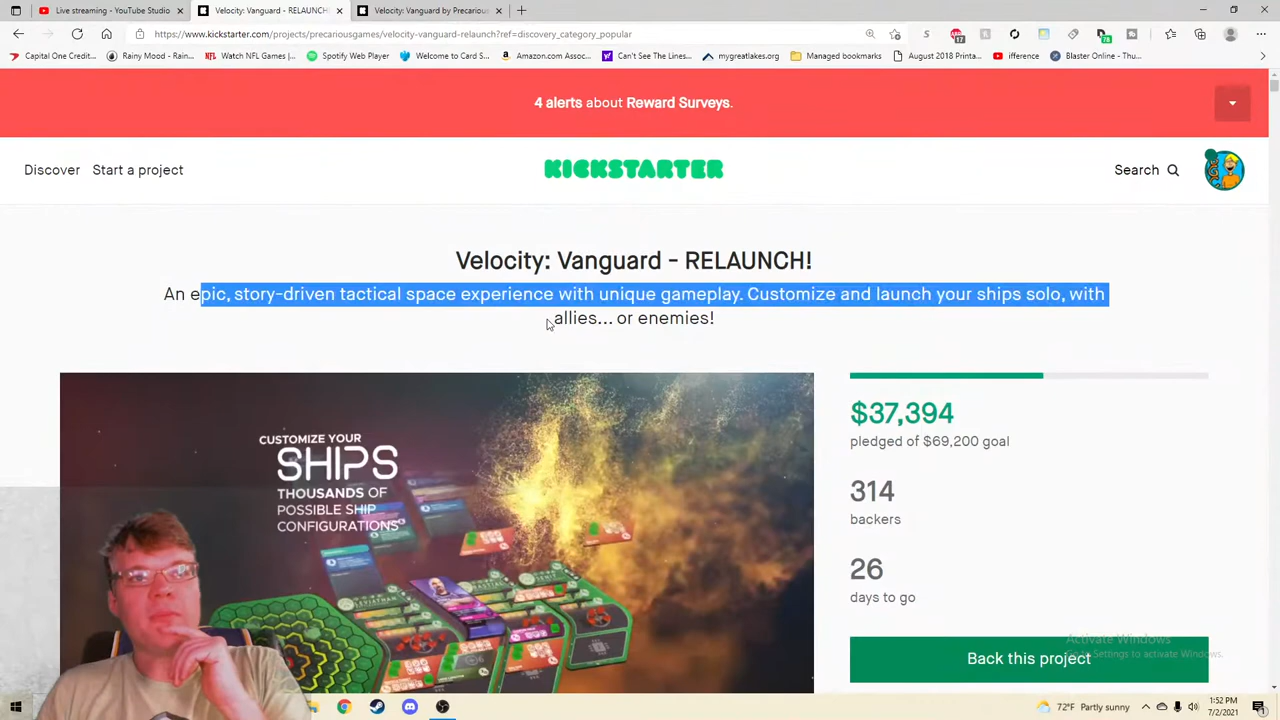 Live streaming - YouTube Studio
Velocity: Vanguard - RELAUNCH!
Velocity: Vanguard by Precarious
https://www.kickstarter.com/projects/precariousgames/velocity-vanguard-relaunch?ref=discovery_category_popular
Capital One Credit...
Rainy Mood - Rain...
Watch NFL Games |...
Spotify Web Player
Welcome to Card S...
Amazon.com Assoc...
Can't See The Lines...
mygreatlakes.org
Managed bookmarks
August 2018 Printa...
ifference
Blaster Online - Thu...
4 alerts about Reward Surveys.
Discover Start a project
KICKSTARTER
Search
Velocity: Vanguard - RELAUNCH!
An epic, story-driven tactical space experience with unique gameplay. Customize and launch your ships solo, with
allies... or enemies!
CUSTOMIZE YOUR
SHIPS
THOUSANDS OF
POSSIBLE SHIP
CONFIGURATIONS
LEVIATHAN
$37,394
pledged of $69,200 goal
314
backers
26
days to go
Back this project
Activate Windows
Go to Settings to activate Windows.
72°F Partly sunny
1:52 PM
7/2/2021